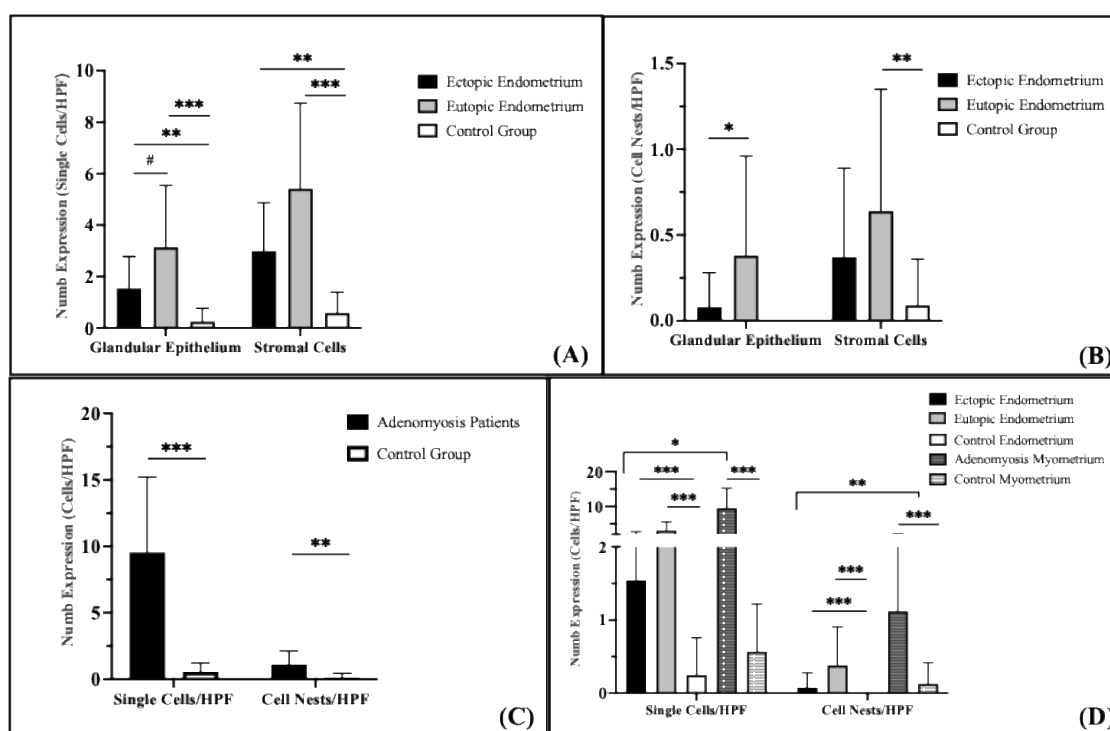 Numb Expression (Single Cells/HPF)
10
8
6
4
2
0
**
***
***
**
#
Ectopic Endometrium
Eutopic Endometrium
Control Group
Glandular Epithelium
Stromal Cells
(A)
Numb Expression (Cell Nests/HPF)
1.5
1.0
0.5
0.0
*
**
Ectopic Endometrium
Eutopic Endometrium
Control Group
Glandular Epithelium
Stromal Cells
(B)
Numb Expression (Cells/HPF)
20
15
10
5
0
***
**
Adenomyosis Patients
Control Group
Single Cells/HPF
Cell Nests/HPF
(C)
Numb Expression (Cells/HPF)
20
10
2
1
0
*
***
***
***
**
***
***
***
Ectopic Endometrium
Eutopic Endometrium
Control Endometrium
Adenomyosis Myometrium
Control Myometrium
Single Cells/HPF
Cell Nests/HPF
(D)